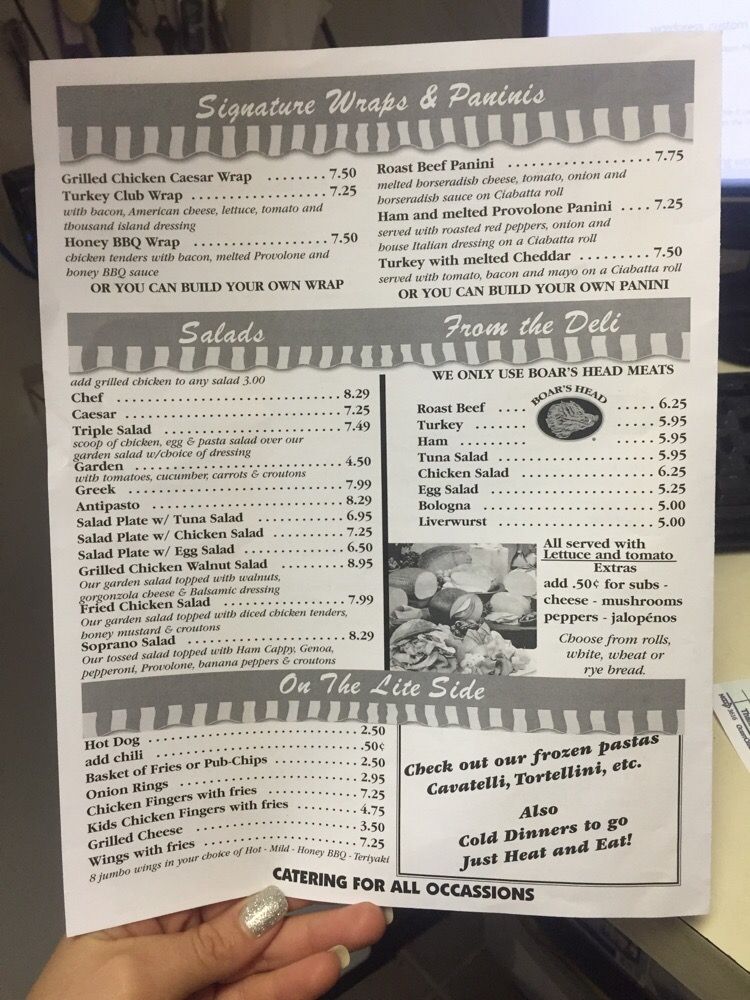 Signature Wraps & Paninis
Grilled Chicken Caesar Wrap ........ 7.50
Turkey Club Wrap .................... 7.25
with bacon, American cheese, lettuce, tomato and
thousand island dressing
Honey BBQ Wrap .................... 7.50
chicken tenders with bacon, melted Provolone and
honey BBQ sauce
OR YOU CAN BUILD YOUR OWN WRAP
Roast Beef Panini .................... 7.75
melted horseradish cheese, tomato, onion and
horseradish sauce on Ciabatta roll
Ham and melted Provolone Panini .... 7.25
served with roasted red peppers, onion and
house Italian dressing on a Ciabatta roll
Turkey with melted Cheddar ......... 7.50
served with tomato, bacon and mayo on a Ciabatta roll
OR YOU CAN BUILD YOUR OWN PANINI
Salads
add grilled chicken to any salad 3.00
Chef .................... 8.29
Caesar .................... 7.25
Triple Salad .................... 7.49
scoop of chicken, egg & pasta salad over our
garden salad w/choice of dressing
Garden .................... 4.50
with tomatoes, cucumber, carrots & croutons
Greek .................... 7.99
Antipasto .................... 8.29
Salad Plate w/ Tuna Salad ............ 6.95
Salad Plate w/ Chicken Salad ......... 7.25
Salad Plate w/ Egg Salad ............. 6.50
Grilled Chicken Walnut Salad ......... 8.95
Our garden salad topped with walnuts,
gorgonzola cheese & Balsamic dressing
Fried Chicken Salad .................. 7.99
Our garden salad topped with diced chicken tenders,
honey mustard & croutons
Soprano Salad .................... 8.29
Our tossed salad topped with Ham Cappy, Genoa,
pepperoni, Provolone, banana peppers & croutons
From the Deli
WE ONLY USE BOAR'S HEAD MEATS
BOAR'S HEAD
Roast Beef .... ..... 6.25
Turkey .... ..... 5.95
Ham .... ..... 5.95
Tuna Salad .................... 5.95
Chicken Salad .................... 6.25
Egg Salad .................... 5.25
Bologna .................... 5.00
Liverwurst .................... 5.00
All served with
Lettuce and tomato
Extras
add .50¢ for subs -
cheese - mushrooms
peppers - jalopénos
Choose from rolls,
white, wheat or
rye bread.
On The Lite Side
Hot Dog .................... 2.50
add chili .................... .50¢
Basket of Fries or Pub-Chips ......... 2.50
Onion Rings .................... 2.95
Chicken Fingers with fries ........... 7.25
Kids Chicken Fingers with fries ...... 4.75
Grilled Cheese .................... 3.50
Wings with fries .................... 7.25
8 jumbo wings in your choice of Hot - Mild - Honey BBQ - Teriyaki
Check out our frozen pastas
Cavatelli, Tortellini, etc.
Also
Cold Dinners to go
Just Heat and Eat!
CATERING FOR ALL OCCASSIONS